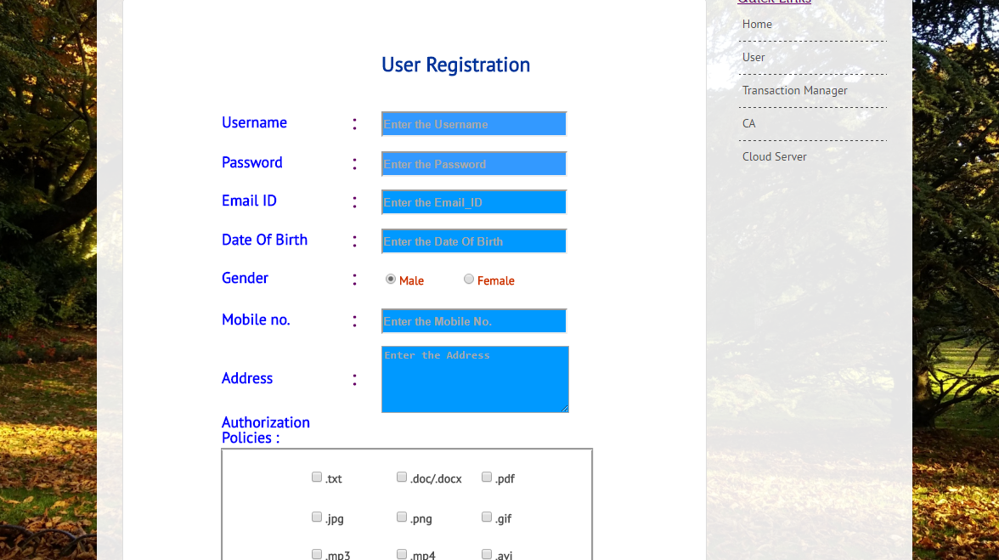 Quick Links
Home
User
Transaction Manager
CA
Cloud Server
User Registration
Username : Enter the Username
Password : Enter the Password
Email ID : Enter the Email_ID
Date Of Birth : Enter the Date Of Birth
Gender : Male Female
Mobile no. : Enter the Mobile No.
Address : Enter the Address
Authorization
Policies :
.txt .doc/.docx .pdf
.jpg .png .gif
.mp3 .mp4 .avi